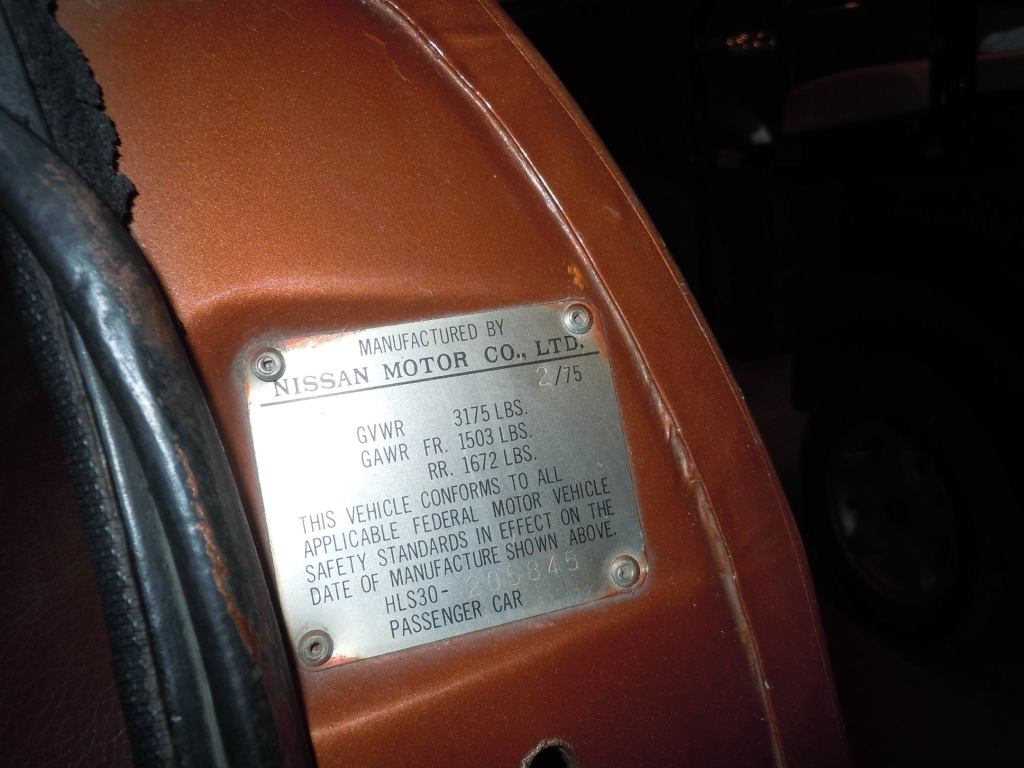 MANUFACTURED BY
NISSAN MOTOR CO., LTD.
2/75
GVWR 3175 LBS.
GAWR FR. 1503 LBS.
RR. 1672 LBS.
THIS VEHICLE CONFORMS TO ALL
APPLICABLE FEDERAL MOTOR VEHICLE
SAFETY STANDARDS IN EFFECT ON THE
DATE OF MANUFACTURE SHOWN ABOVE.
HLS30-205845
PASSENGER CAR